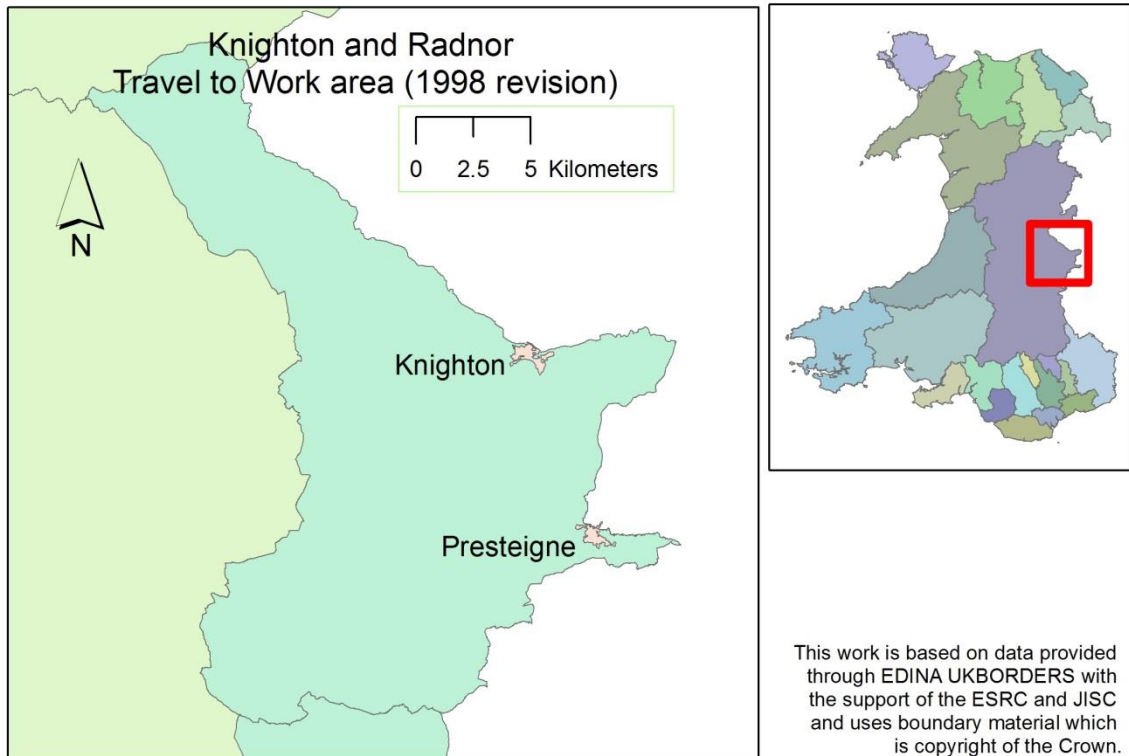 Knighton and Radnor
Travel to Work area (1998 revision)
0 2.5 5 Kilometers
N
Knighton
Presteigne
This work is based on data provided
through EDINA UKBORDERS with
the support of the ESRC and JISC
and uses boundary material which
is copyright of the Crown.